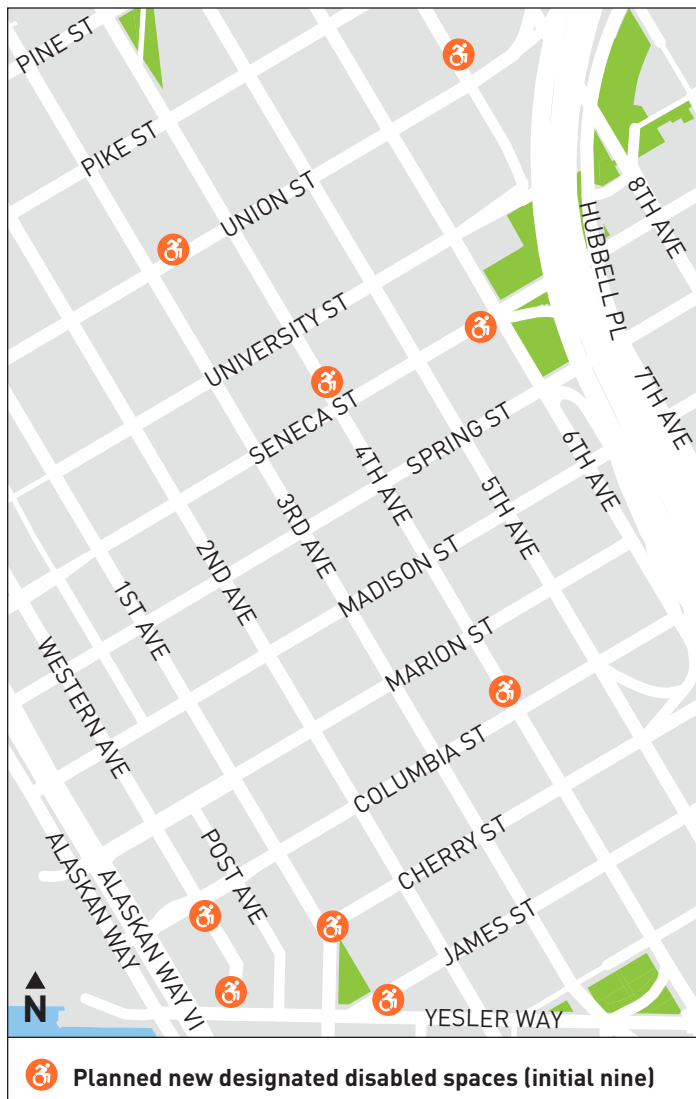 PINE ST
PIKE ST
UNION ST
8TH AVE
HUBBELL PL
UNIVERSITY ST
7TH AVE
SENECA ST
SPRING ST
4TH AVE
6TH AVE
5TH AVE
3RD AVE
2ND AVE
MADISON ST
1ST AVE
MARION ST
WESTERN AVE
COLUMBIA ST
POST AVE
CHERRY ST
ALASKAN WAY
ALASKAN WAY VI
JAMES ST
N
YESLER WAY
Planned new designated disabled spaces (initial nine)